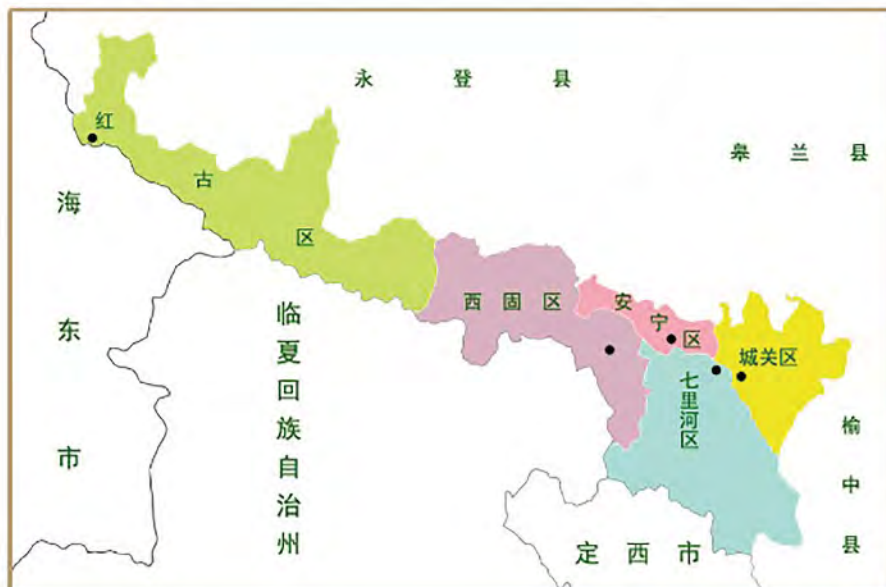 永登县
皋兰县
红古区
海东市
西固区
安宁区
城关区
七里河区
临夏回族自治州
榆中县
定西市